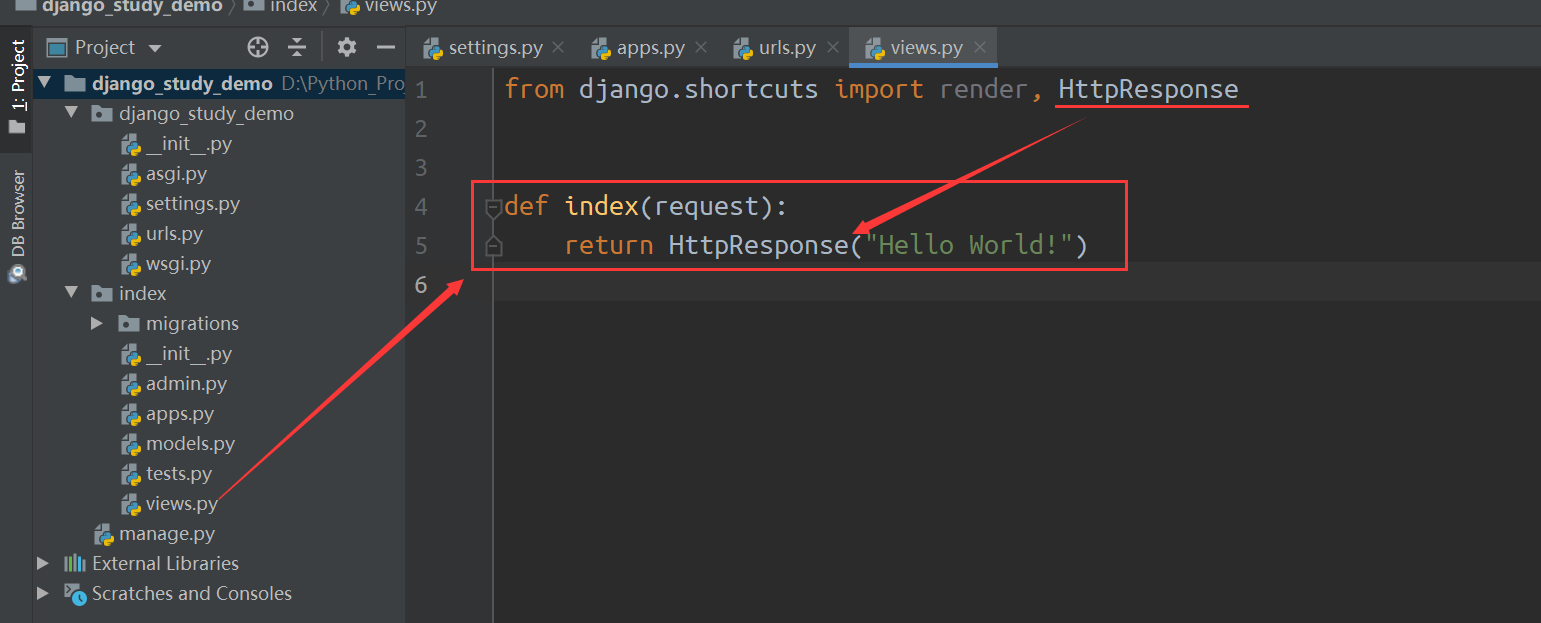 django_study_demo index views.py
1: Project
DB Browser
Project
django_study_demo D:\Python_Pro
django_study_demo
__init__.py
asgi.py
settings.py
urls.py
wsgi.py
index
migrations
__init__.py
admin.py
apps.py
models.py
tests.py
views.py
manage.py
External Libraries
Scratches and Consoles
settings.py apps.py urls.py views.py
1 from django.shortcuts import render, HttpResponse
2
3
4 def index(request):
5 return HttpResponse("Hello World!")
6